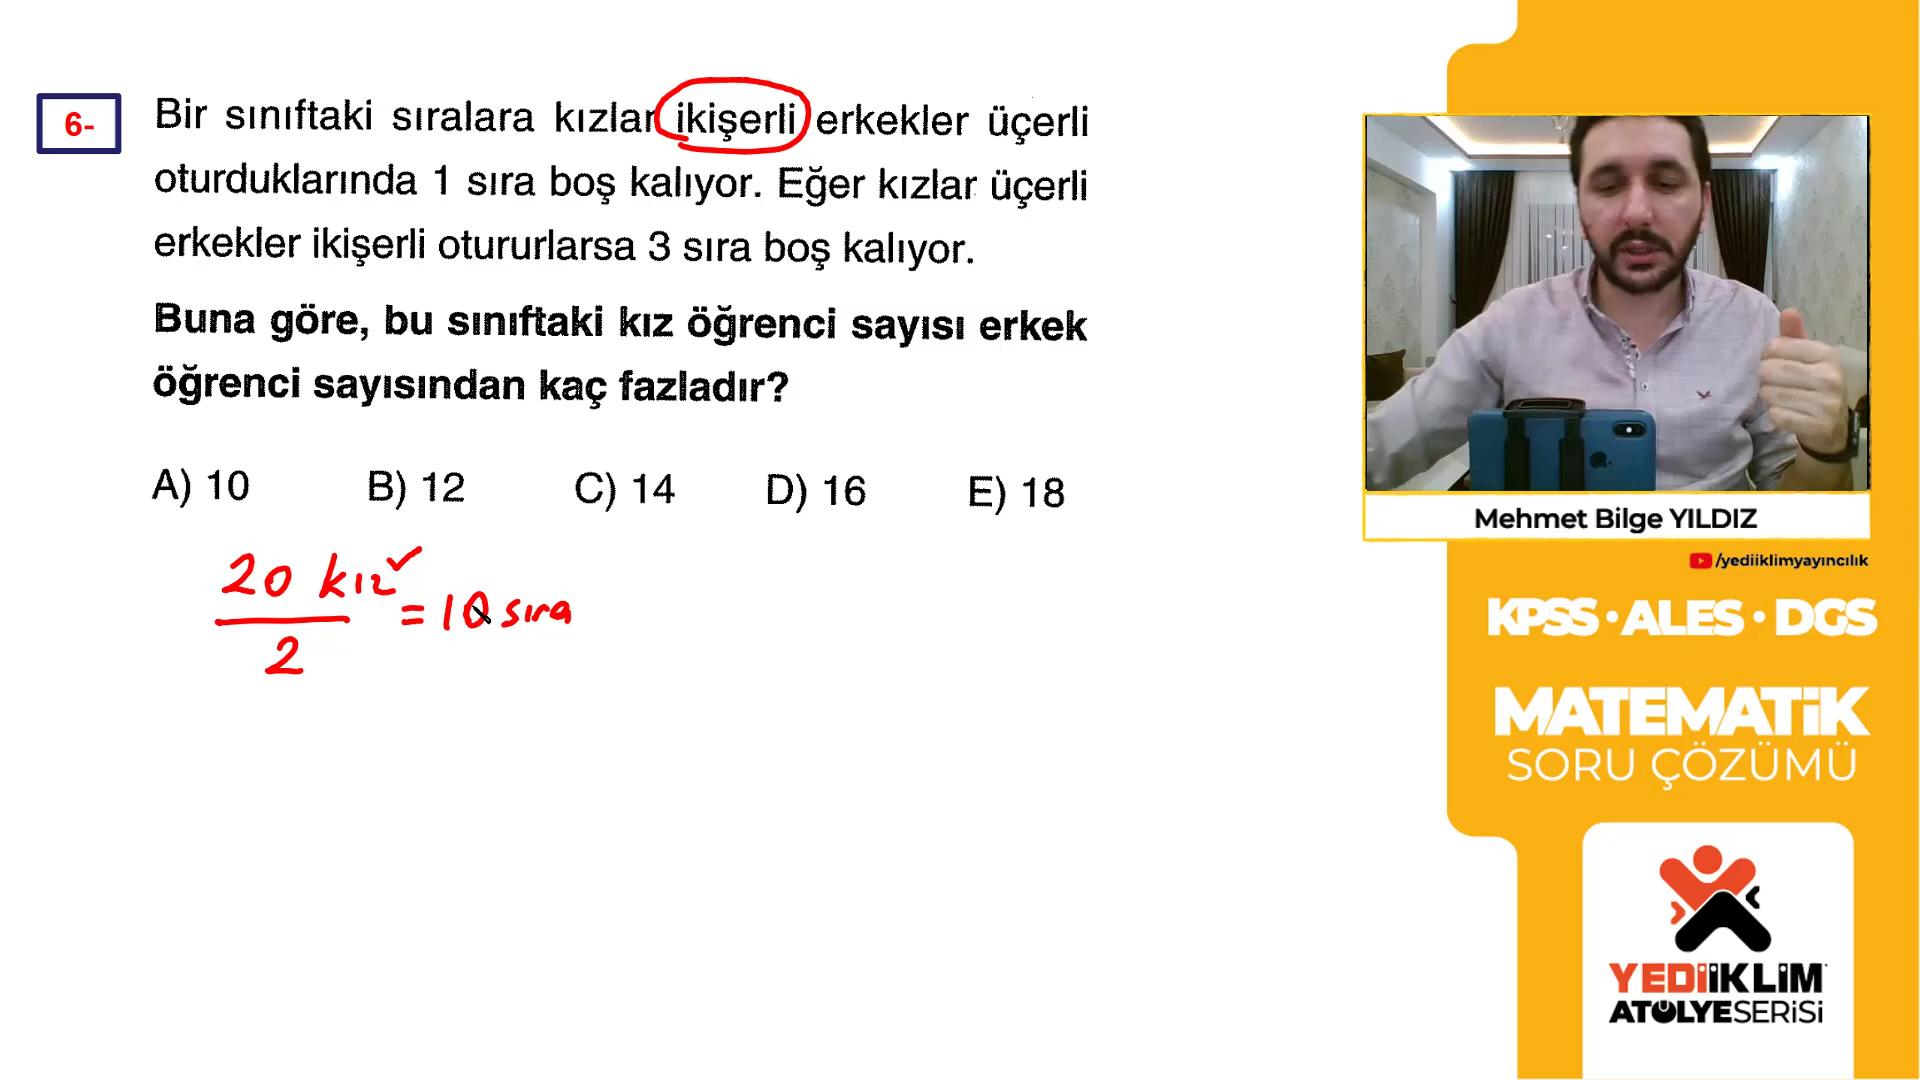 6-
Bir sınıftaki sıralara kızlar ikişerli erkekler üçerli
oturduklarında 1 sıra boş kalıyor. Eğer kızlar üçerli
erkekler ikişerli otururlarsa 3 sıra boş kalıyor.
Buna göre, bu sınıftaki kız öğrenci sayısı erkek
öğrenci sayısından kaç fazladır?
A) 10 B) 12 C) 14 D) 16 E) 18
20 kız
2
= 10 sıra
Mehmet Bilge YILDIZ
/yediiklimyayıncılık
KPSS • ALES • DGS
MATEMATİK
SORU ÇÖZÜMÜ
YEDİİKLİM
ATÖLYESERİSİ